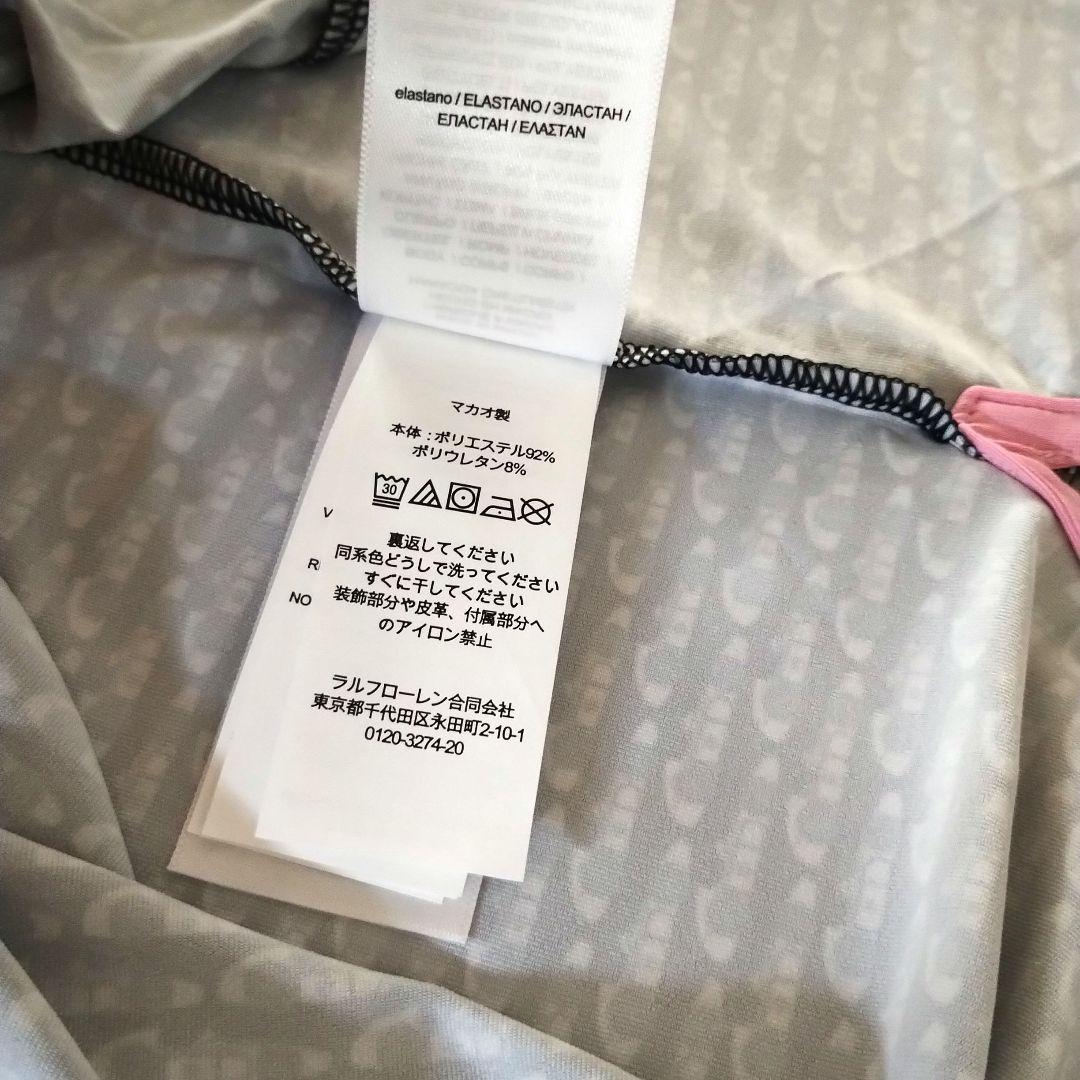 elastano / ELASTANO / ЭЛАСТАН /
ЕЛАСТАН / ΕΛΑΣΤΑΝ
マカオ製
本体 : ポリエステル92%
ポリウレタン8%
30
V
裏返してください
同系色どうしで洗ってください
R
すぐに干してください
NO
装飾部分や皮革、付属部分へ
のアイロン禁止
ラルフローレン合同会社
東京都千代田区永田町2-10-1
0120-3274-20